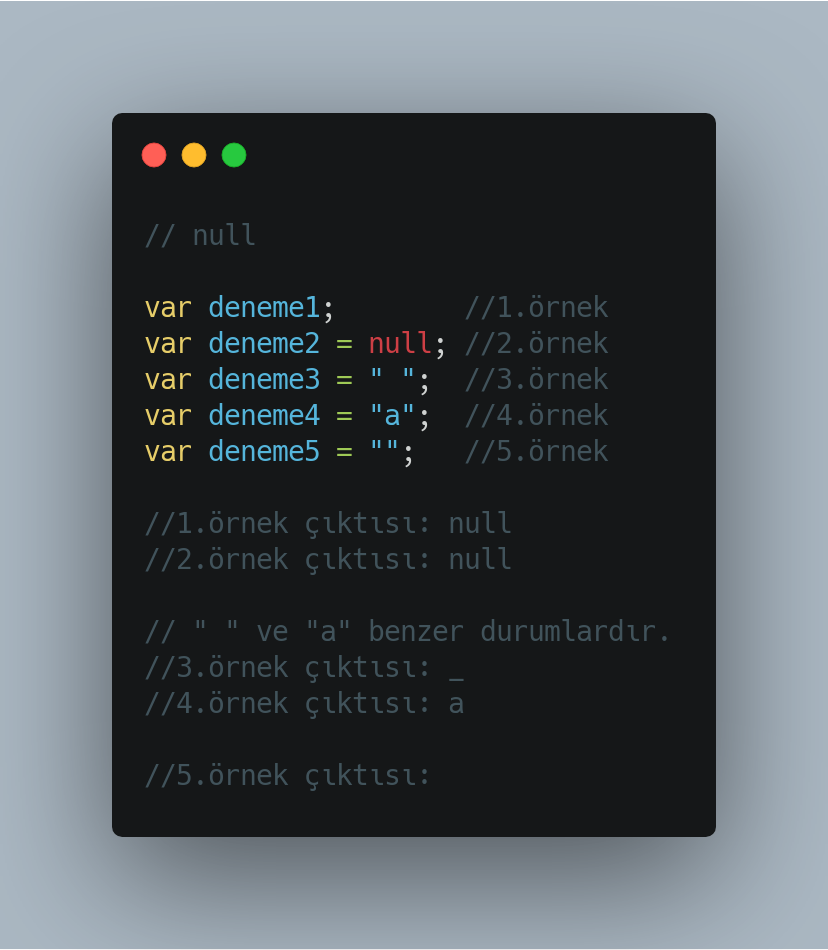 // null
var deneme1;        //1.örnek
var deneme2 = null; //2.örnek
var deneme3 = " ";  //3.örnek
var deneme4 = "a";  //4.örnek
var deneme5 = "";   //5.örnek
//1.örnek çıktısı: null
//2.örnek çıktısı: null
// " " ve "a" benzer durumlardır.
//3.örnek çıktısı: _
//4.örnek çıktısı: a
//5.örnek çıktısı: